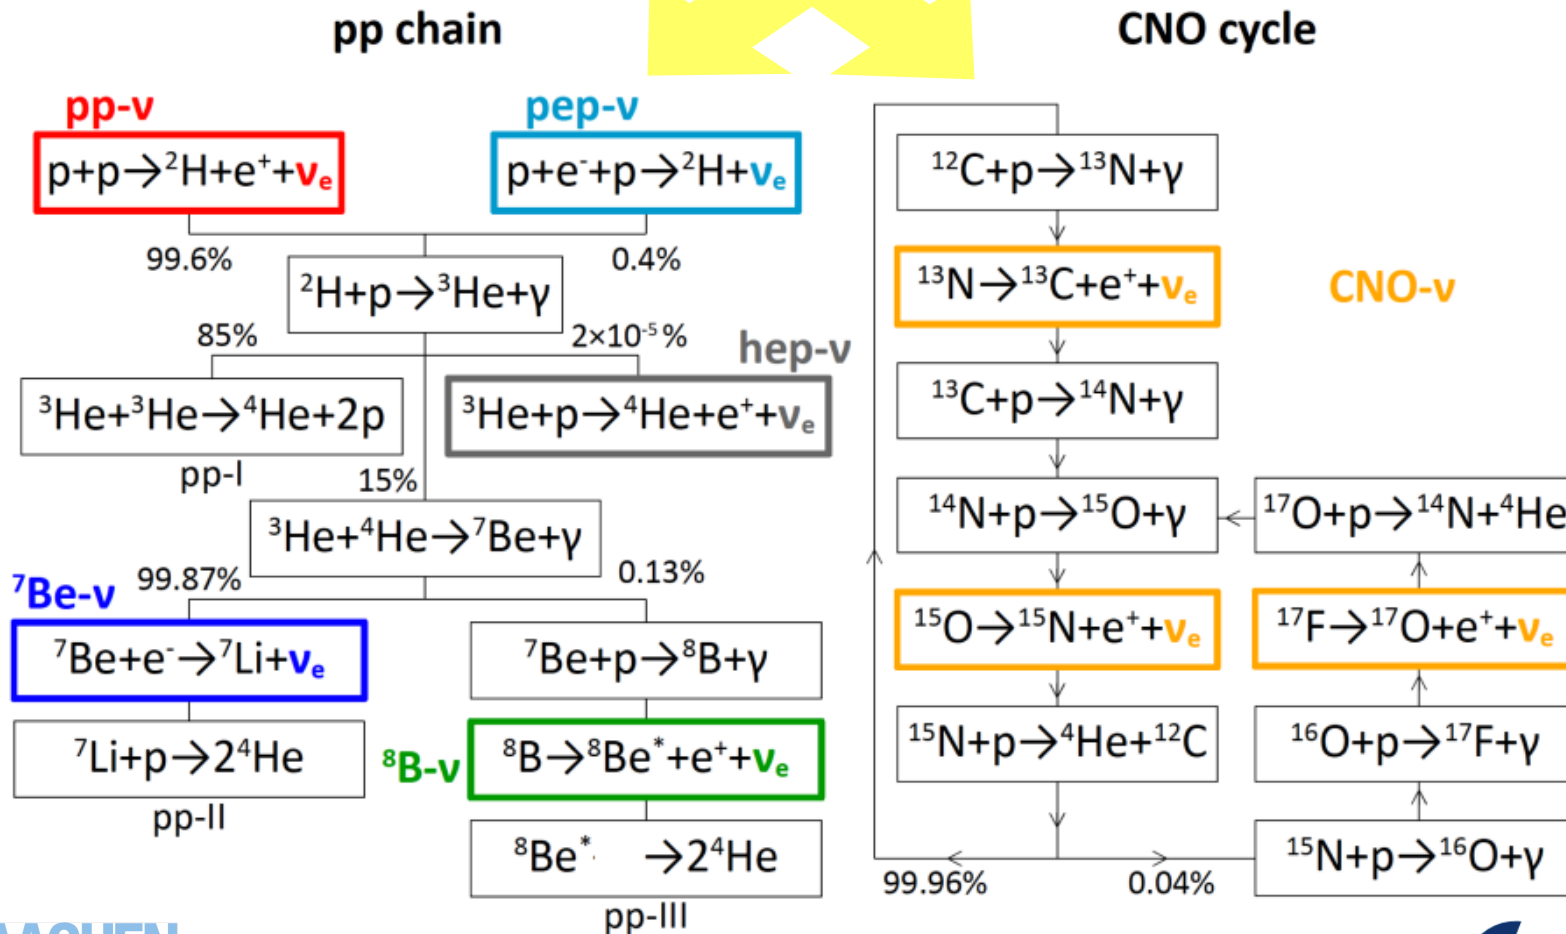 pp chain
pp-ν
pep-ν
p+p→²H+e⁺+νₑ
p+e⁻+p→²H+νₑ
99.6%
0.4%
²H+p→³He+γ
85%
2×10⁻⁵ %
hep-ν
³He+³He→⁴He+2p
³He+p→⁴He+e⁺+νₑ
pp-I
15%
³He+⁴He→⁷Be+γ
⁷Be-ν
99.87%
0.13%
⁷Be+e⁻→⁷Li+νₑ
⁷Be+p→⁸B+γ
⁷Li+p→2⁴He
⁸B-ν
⁸B→⁸Be*+e⁺+νₑ
pp-II
⁸Be* →2⁴He
pp-III
CNO cycle
¹²C+p→¹³N+γ
¹³N→¹³C+e⁺+νₑ
CNO-ν
¹³C+p→¹⁴N+γ
¹⁴N+p→¹⁵O+γ
¹⁷O+p→¹⁴N+⁴He
¹⁵O→¹⁵N+e⁺+νₑ
¹⁷F→¹⁷O+e⁺+νₑ
¹⁵N+p→⁴He+¹²C
¹⁶O+p→¹⁷F+γ
¹⁵N+p→¹⁶O+γ
99.96%
0.04%